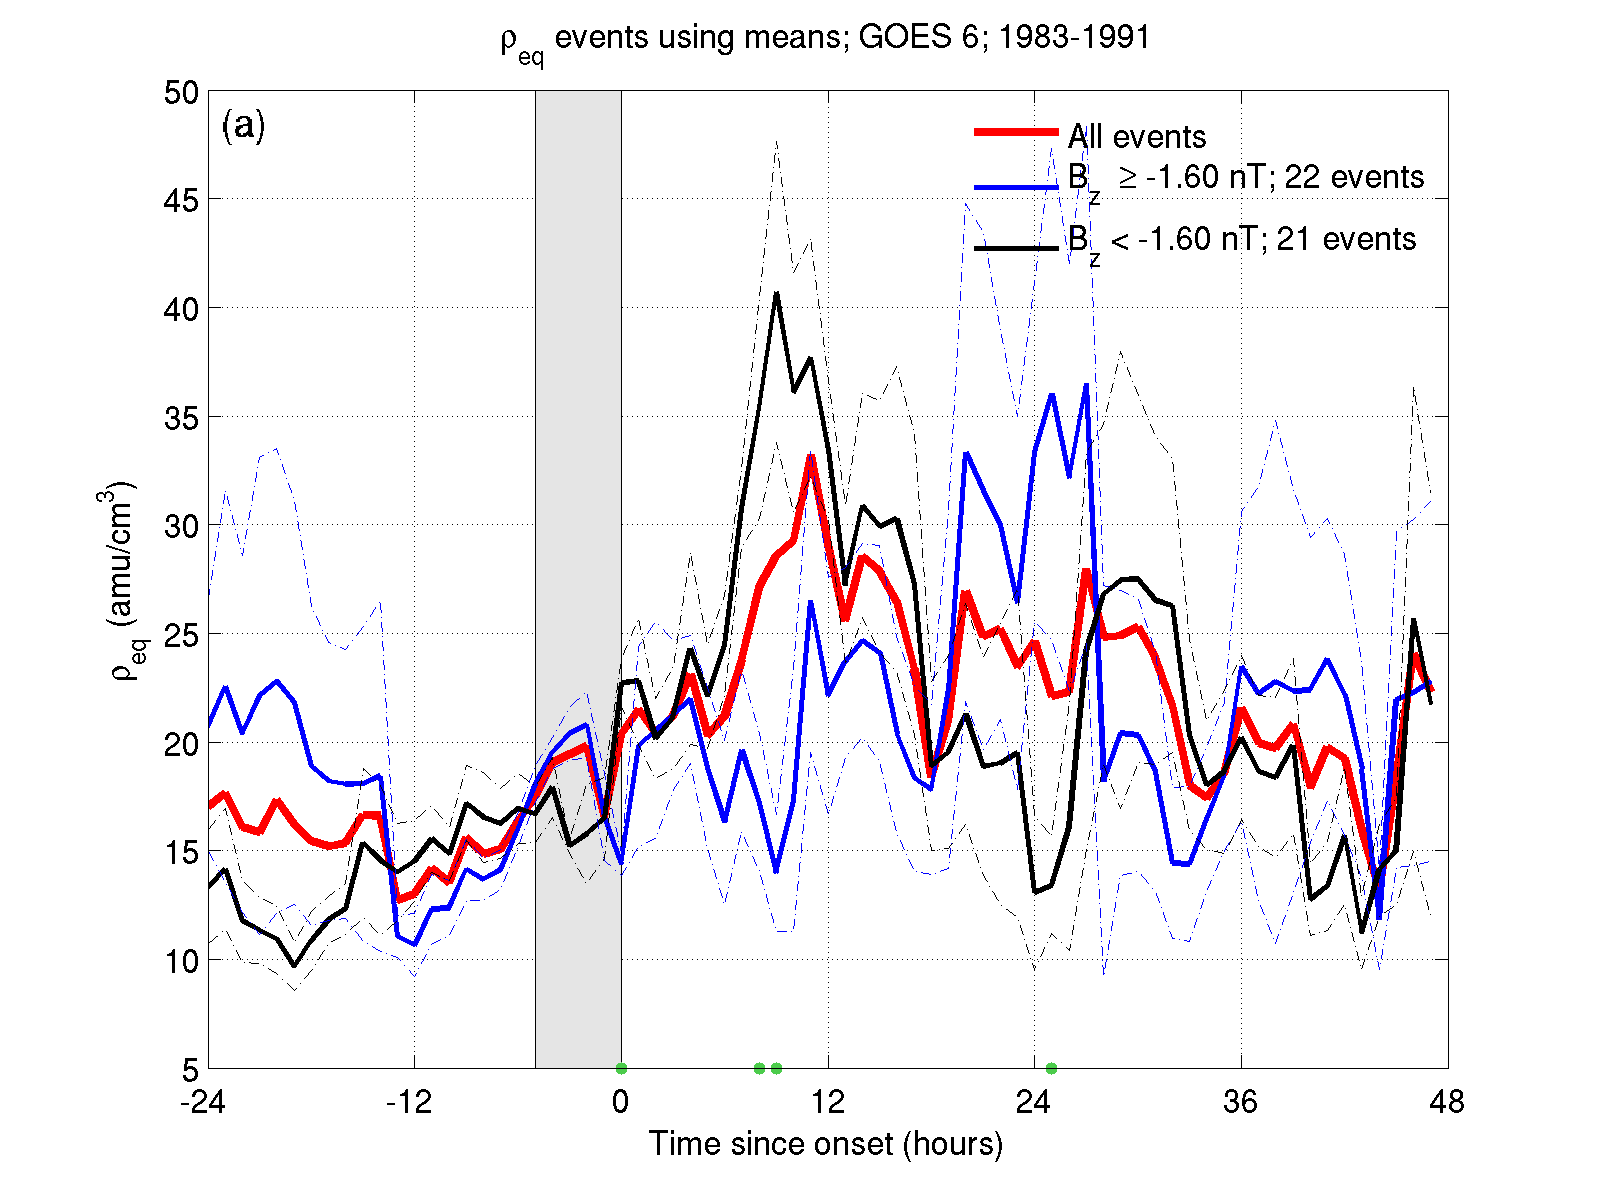 ρeq events using means; GOES 6; 1983-1991
(a)
All events
Bz ≥ -1.60 nT; 22 events
Bz < -1.60 nT; 21 events
50
45
40
35
30
25
20
15
10
5
ρeq (amu/cm³)
-24 -12 0 12 24 36 48
Time since onset (hours)